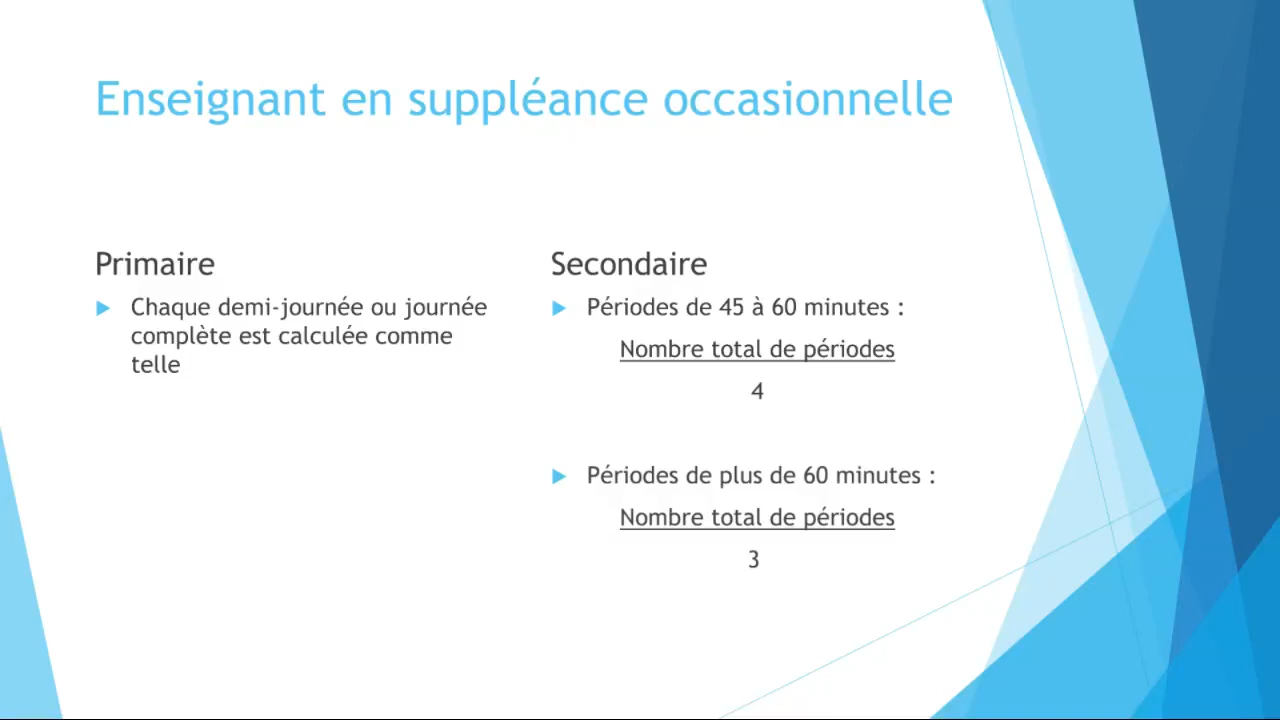 Enseignant en suppléance occasionnelle
Primaire
Chaque demi-journée ou journée
complète est calculée comme
telle
Secondaire
Périodes de 45 à 60 minutes :
Nombre total de périodes
4
Périodes de plus de 60 minutes :
Nombre total de périodes
3